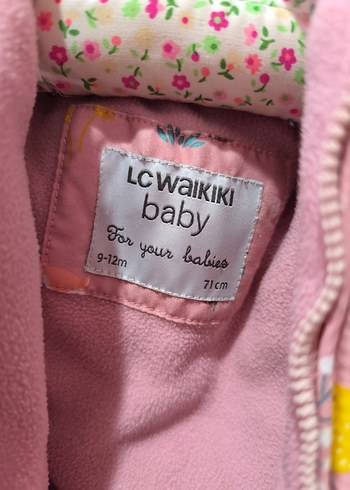 LC WAIKIKI
baby
For your babies
9-12m 71cm